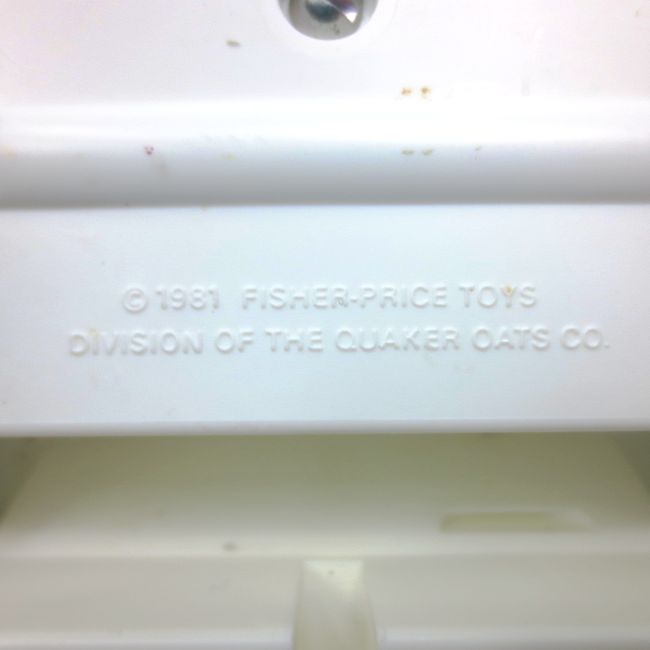 © 1981 FISHER-PRICE TOYS
DIVISION OF THE QUAKER OATS CO.